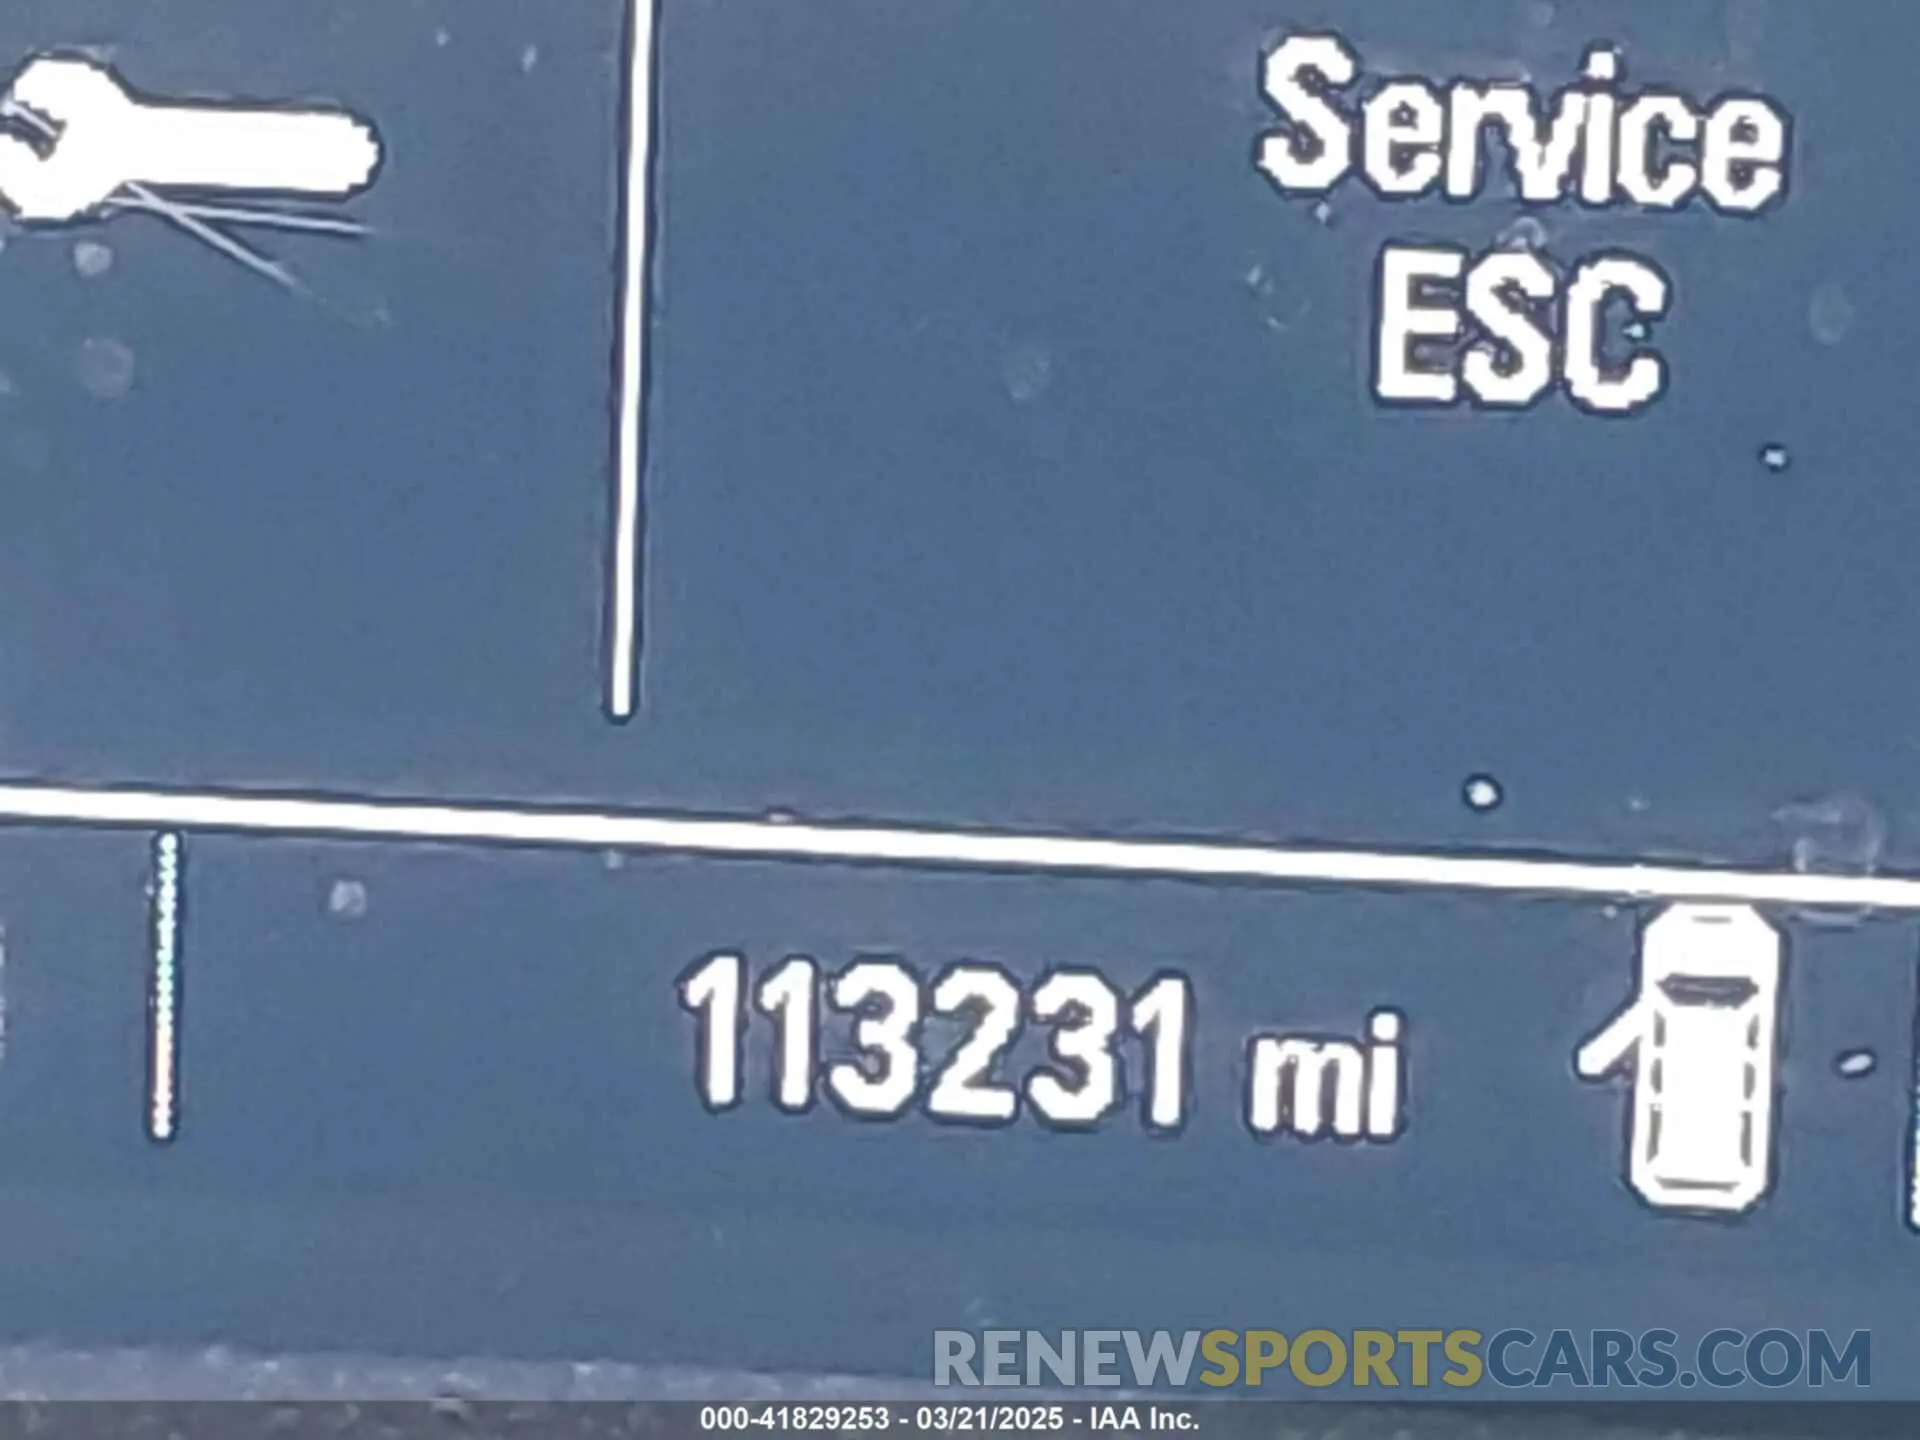 Service
ESC
113231 mi
RENEWSPORTSCARS.COM
000-41829253 - 03/21/2025 - IAA Inc.